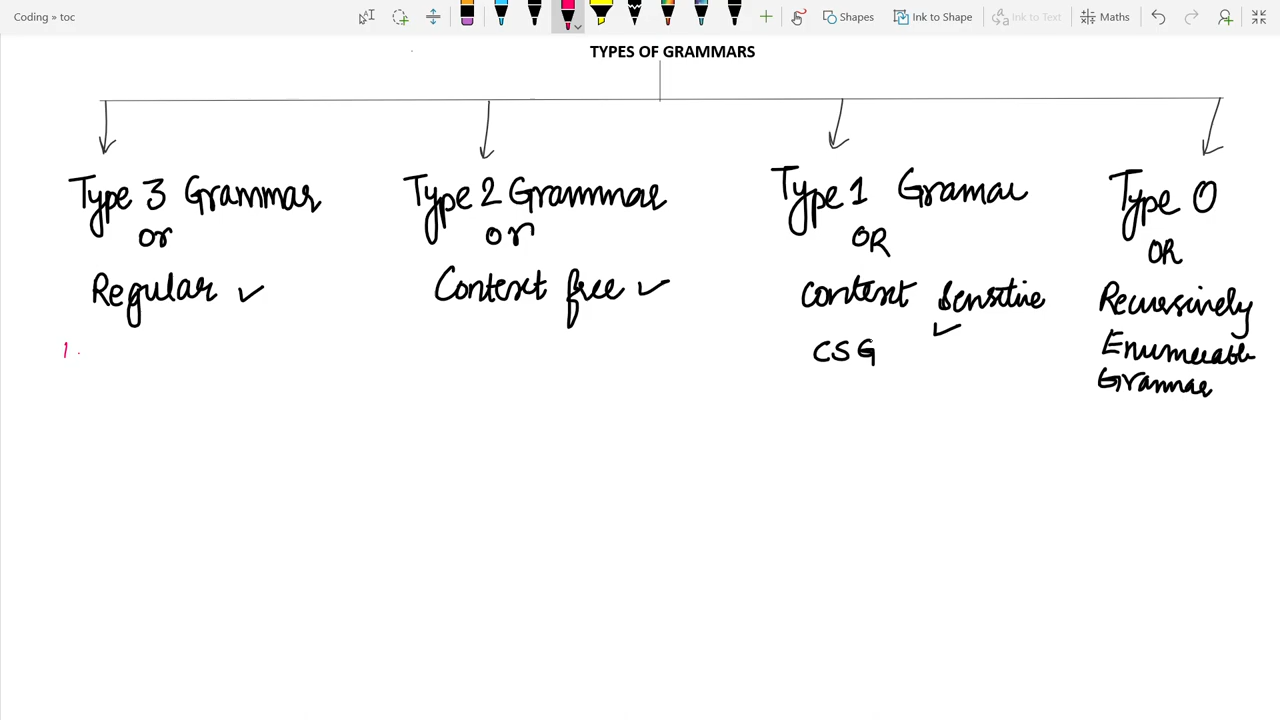 Coding » toc
Shapes
Ink to Shape
Ink to Text
Maths
TYPES OF GRAMMARS
Type 3 Grammar
or
Regular
1.
Type 2 Grammar
or
Context free
Type 1 Gramar
OR
Context Sensitive
CSG
Type 0
OR
Recursively
Enumerable
Grammar